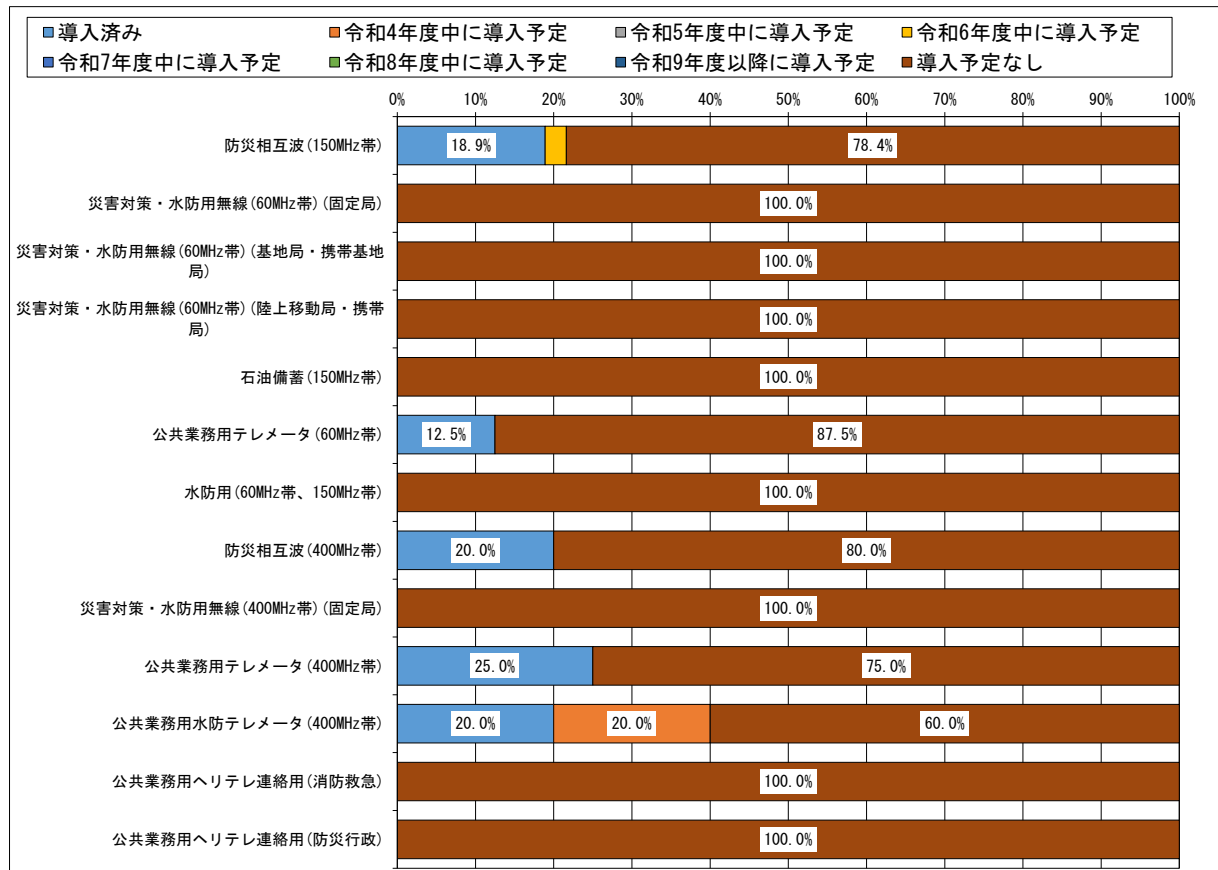 導入済み 令和4年度中に導入予定 令和5年度中に導入予定 令和6年度中に導入予定
令和7年度中に導入予定 令和8年度中に導入予定 令和9年度以降に導入予定 導入予定なし
0% 10% 20% 30% 40% 50% 60% 70% 80% 90% 100%
防災相互波(150MHz帯) 18.9% 78.4%
災害対策・水防用無線(60MHz帯)(固定局) 100.0%
災害対策・水防用無線(60MHz帯)(基地局・携帯基地
局) 100.0%
災害対策・水防用無線(60MHz帯)(陸上移動局・携帯
局) 100.0%
石油備蓄(150MHz帯) 100.0%
公共業務用テレメータ(60MHz帯) 12.5% 87.5%
水防用(60MHz帯、150MHz帯) 100.0%
防災相互波(400MHz帯) 20.0% 80.0%
災害対策・水防用無線(400MHz帯)(固定局) 100.0%
公共業務用テレメータ(400MHz帯) 25.0% 75.0%
公共業務用水防テレメータ(400MHz帯) 20.0% 20.0% 60.0%
公共業務用ヘリテレ連絡用(消防救急) 100.0%
公共業務用ヘリテレ連絡用(防災行政) 100.0%